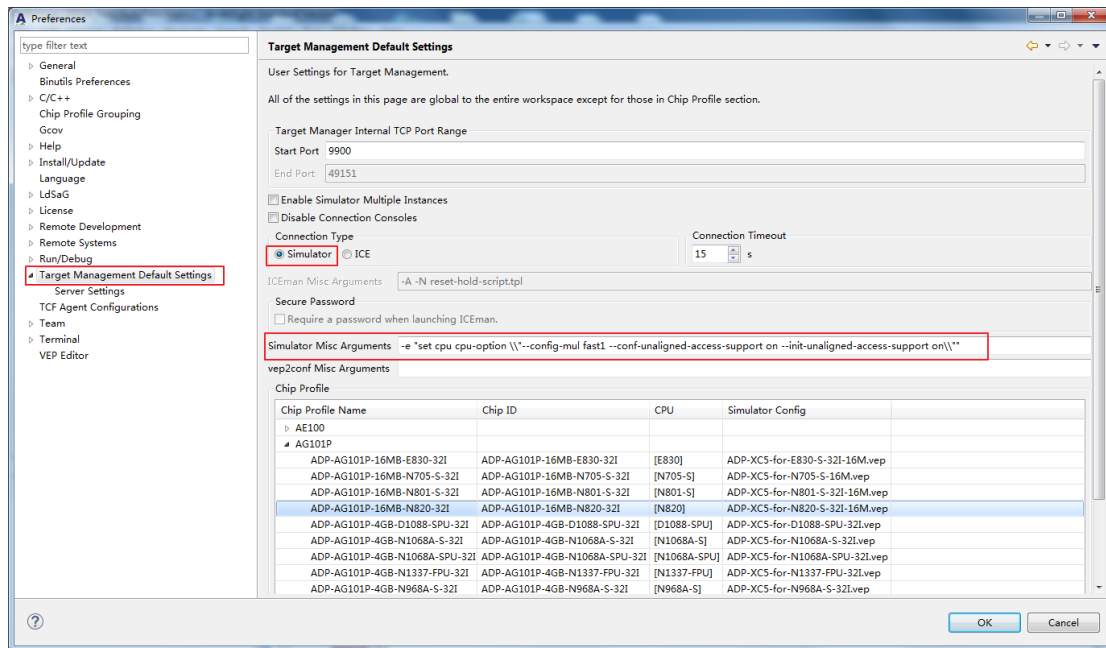 Preferences
type filter text
General
Binutils Preferences
C/C++
Chip Profile Grouping
Gcov
Help
Install/Update
Language
LdSaG
License
Remote Development
Remote Systems
Run/Debug
Target Management Default Settings
Server Settings
TCF Agent Configurations
Team
Terminal
VEP Editor
Target Management Default Settings
User Settings for Target Management.
All of the settings in this page are global to the entire workspace except for those in Chip Profile section.
Target Manager Internal TCP Port Range
Start Port 9900
End Port 49151
Enable Simulator Multiple Instances
Disable Connection Consoles
Connection Type
Simulator ICE
Connection Timeout
15 s
ICEman Misc Arguments -A -N reset-hold-script.tpl
Secure Password
Require a password when launching ICEman.
Simulator Misc Arguments -e "set cpu cpu-option \\"--config-mul fast1 --conf-unaligned-access-support on --init-unaligned-access-support on\\""
vep2conf Misc Arguments
Chip Profile
Chip Profile Name Chip ID CPU Simulator Config
AE100
AG101P
ADP-AG101P-16MB-E830-32I ADP-AG101P-16MB-E830-32I [E830] ADP-XC5-for-E830-S-32I-16M.vep
ADP-AG101P-16MB-N705-S-32I ADP-AG101P-16MB-N705-S-32I [N705-S] ADP-XC5-for-N705-S-16M.vep
ADP-AG101P-16MB-N801-S-32I ADP-AG101P-16MB-N801-S-32I [N801-S] ADP-XC5-for-N801-S-32I-16M.vep
ADP-AG101P-16MB-N820-32I ADP-AG101P-16MB-N820-32I [N820] ADP-XC5-for-N820-S-32I-16M.vep
ADP-AG101P-4GB-D1088-SPU-32I ADP-AG101P-4GB-D1088-SPU-32I [D1088-SPU] ADP-XC5-for-D1088-SPU-32I.vep
ADP-AG101P-4GB-N1068A-S-32I ADP-AG101P-4GB-N1068A-S-32I [N1068A-S] ADP-XC5-for-N1068A-S-32I.vep
ADP-AG101P-4GB-N1068A-SPU-32I ADP-AG101P-4GB-N1068A-SPU-32I [N1068A-SPU] ADP-XC5-for-N1068A-SPU-32I.vep
ADP-AG101P-4GB-N1337-FPU-32I ADP-AG101P-4GB-N1337-FPU-32I [N1337-FPU] ADP-XC5-for-N1337-FPU-32I.vep
ADP-AG101P-4GB-N968A-S-32I ADP-AG101P-4GB-N968A-S-32I [N968A-S] ADP-XC5-for-N968A-S-32I.vep
OK Cancel